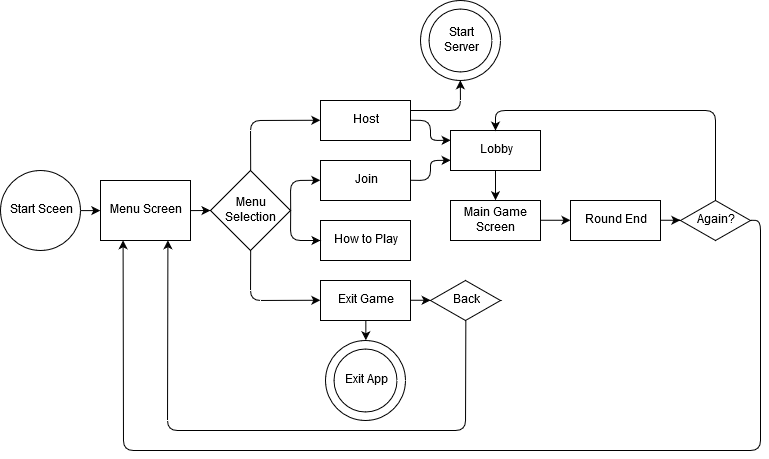 Start
Server
Host
Lobby
Join
Start Sceen
Menu Screen
Menu
Selection
Main Game
Screen
Round End
Again?
How to Play
Exit Game
Back
Exit App